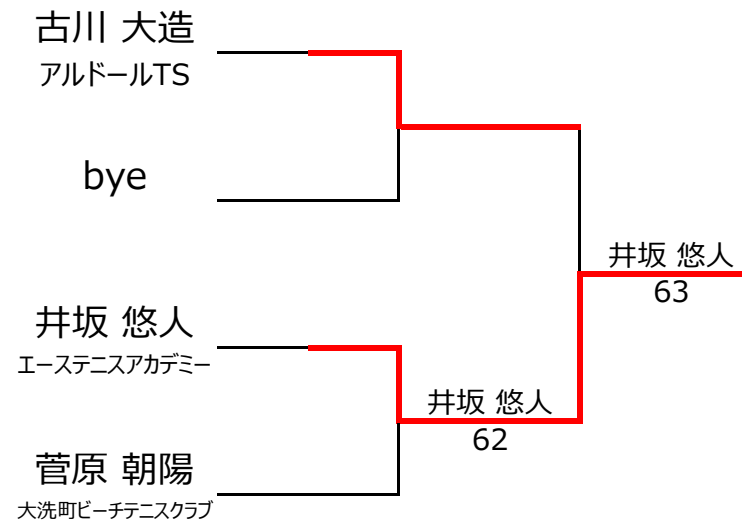 古川 大造
アルドールTS
bye
井坂 悠人
エーステニスアカデミー
菅原 朝陽
大洗町ビーチテニスクラブ
井坂 悠人
62
井坂 悠人
63